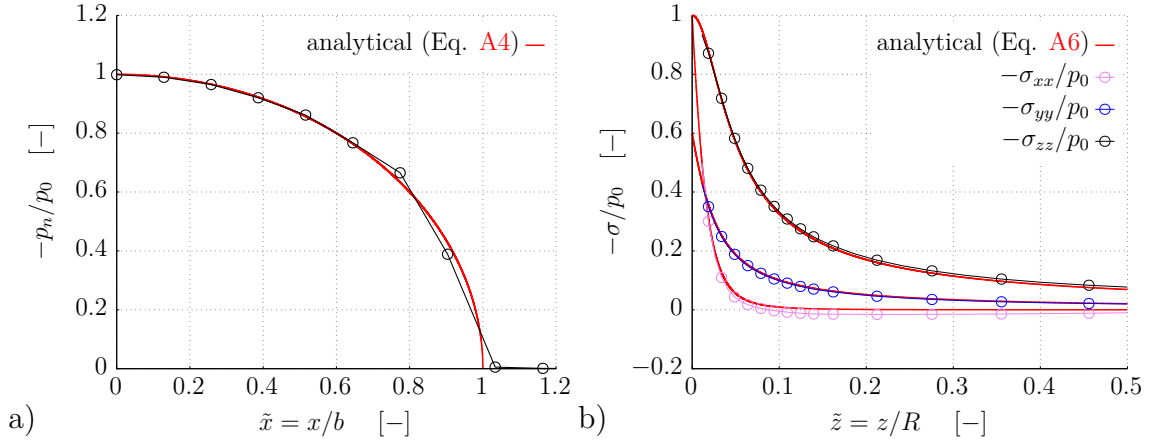 analytical (Eq. A4)
−p_n/p_0 [−]
1.2
1
0.8
0.6
0.4
0.2
0
0 0.2 0.4 0.6 0.8 1 1.2
a) x̃ = x/b [−]
analytical (Eq. A6)
−σ_xx/p_0
−σ_yy/p_0
−σ_zz/p_0
−σ/p_0 [−]
1
0.8
0.6
0.4
0.2
0
−0.2
0 0.1 0.2 0.3 0.4 0.5
b) z̃ = z/R [−]